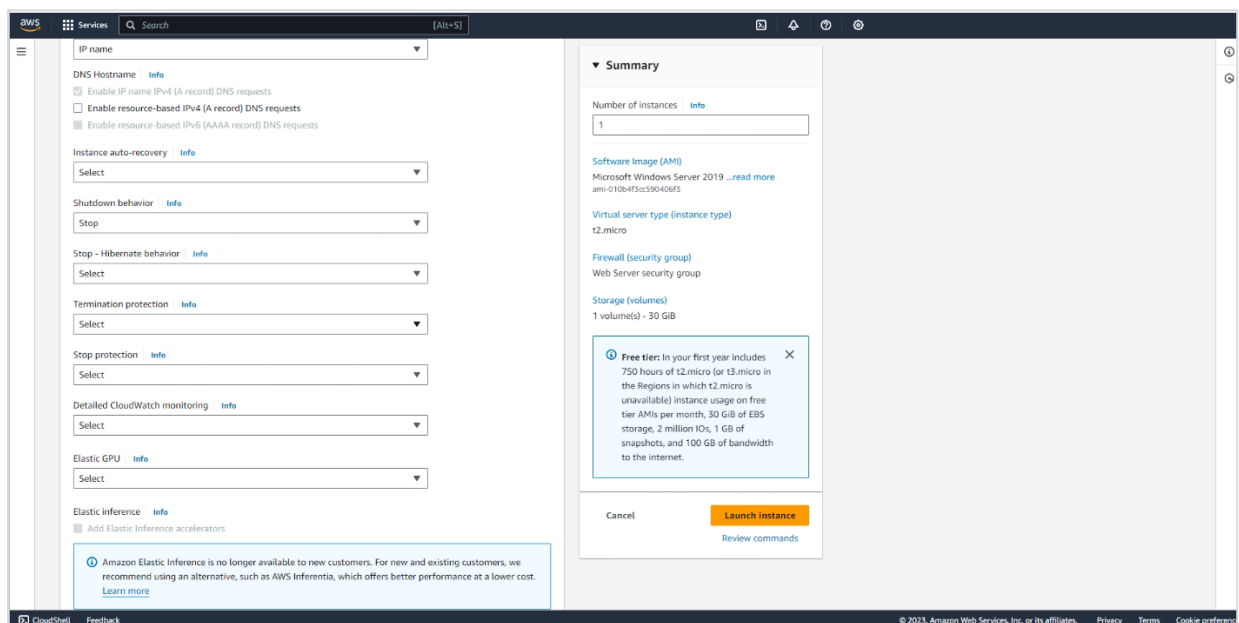 aws
Services
Search
[Alt+S]
IP name
DNS Hostname Info
Enable IP name IPv4 (A record) DNS requests
Enable resource-based IPv4 (A record) DNS requests
Enable resource-based IPv6 (AAAA record) DNS requests
Instance auto-recovery Info
Select
Shutdown behavior Info
Stop
Stop - Hibernate behavior Info
Select
Termination protection Info
Select
Stop protection Info
Select
Detailed CloudWatch monitoring Info
Select
Elastic GPU Info
Select
Elastic inference Info
Add Elastic Inference accelerators
Amazon Elastic Inference is no longer available to new customers. For new and existing customers, we
recommend using an alternative, such as AWS Inferentia, which offers better performance at a lower cost.
Learn more
Summary
Number of instances Info
1
Software Image (AMI)
Microsoft Windows Server 2019 ...read more
ami-010b4f3cc590406f3
Virtual server type (instance type)
t2.micro
Firewall (security group)
Web Server security group
Storage (volumes)
1 volume(s) - 30 GiB
Free tier: In your first year includes
750 hours of t2.micro (or t3.micro in
the Regions in which t2.micro is
unavailable) instance usage on free
tier AMIs per month, 30 GiB of EBS
storage, 2 million IOs, 1 GB of
snapshots, and 100 GB of bandwidth
to the internet.
Cancel
Launch instance
Review commands
CloudShell Feedback
© 2023, Amazon Web Services, Inc. or its affiliates. Privacy Terms Cookie preferenc